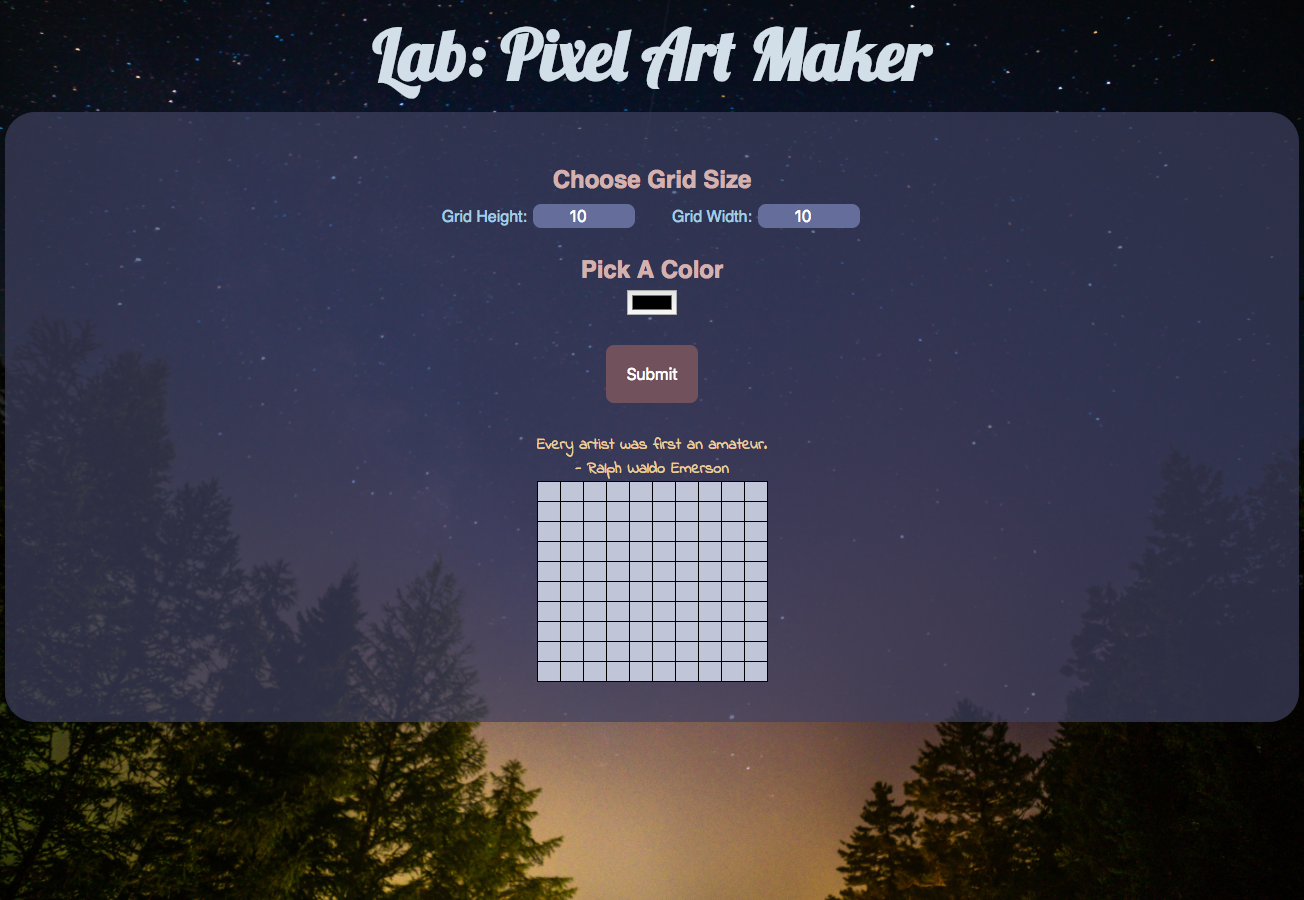 Lab: Pixel Art Maker
Choose Grid Size
Grid Height: 10 Grid Width: 10
Pick A Color
Submit
Every artist was first an amateur.
- Ralph Waldo Emerson